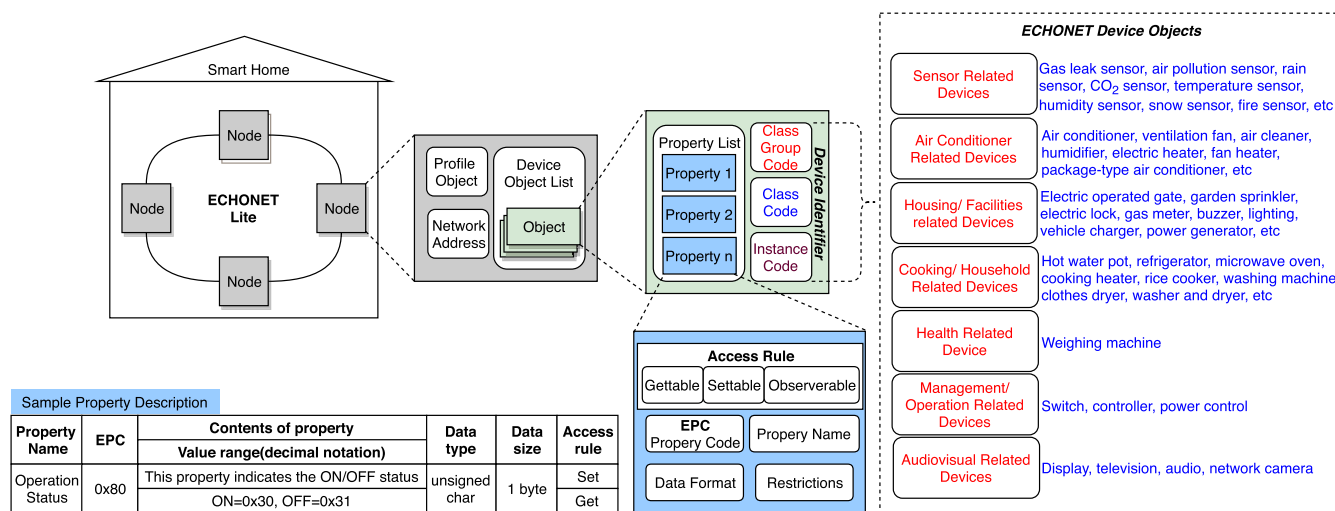 Smart Home
Node
Node
ECHONET
Lite
Node
Node
Profile
Object
Network
Address
Device
Object List
Object
Property List
Property 1
Property 2
Property n
Class
Group
Code
Class
Code
Instance
Code
Device Identifier
Access Rule
Gettable
Settable
Observerable
EPC
Propery Code
Propery Name
Data Format
Restrictions
ECHONET Device Objects
Sensor Related
Devices
Gas leak sensor, air pollution sensor, rain
sensor, CO2 sensor, temperature sensor,
humidity sensor, snow sensor, fire sensor, etc
Air Conditioner
Related Devices
Air conditioner, ventilation fan, air cleaner,
humidifier, electric heater, fan heater,
package-type air conditioner, etc
Housing/ Facilities
related Devices
Electric operated gate, garden sprinkler,
electric lock, gas meter, buzzer, lighting,
vehicle charger, power generator, etc
Cooking/ Household
Related Devices
Hot water pot, refrigerator, microwave oven,
cooking heater, rice cooker, washing machine
clothes dryer, washer and dryer, etc
Health Related
Device
Weighing machine
Management/
Operation Related
Devices
Switch, controller, power control
Audiovisual Related
Devices
Display, television, audio, network camera
Sample Property Description
Property
Name
EPC
Contents of property
Value range(decimal notation)
Data
type
Data
size
Access
rule
Operation
Status
0x80
This property indicates the ON/OFF status
ON=0x30, OFF=0x31
unsigned
char
1 byte
Set
Get